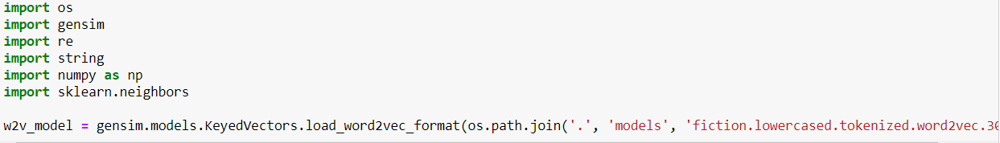 import os
import gensim
import re
import string
import numpy as np
import sklearn.neighbors
w2v_model = gensim.models.KeyedVectors.load_word2vec_format(os.path.join('.', 'models', 'fiction.lowercased.tokenized.word2vec.30